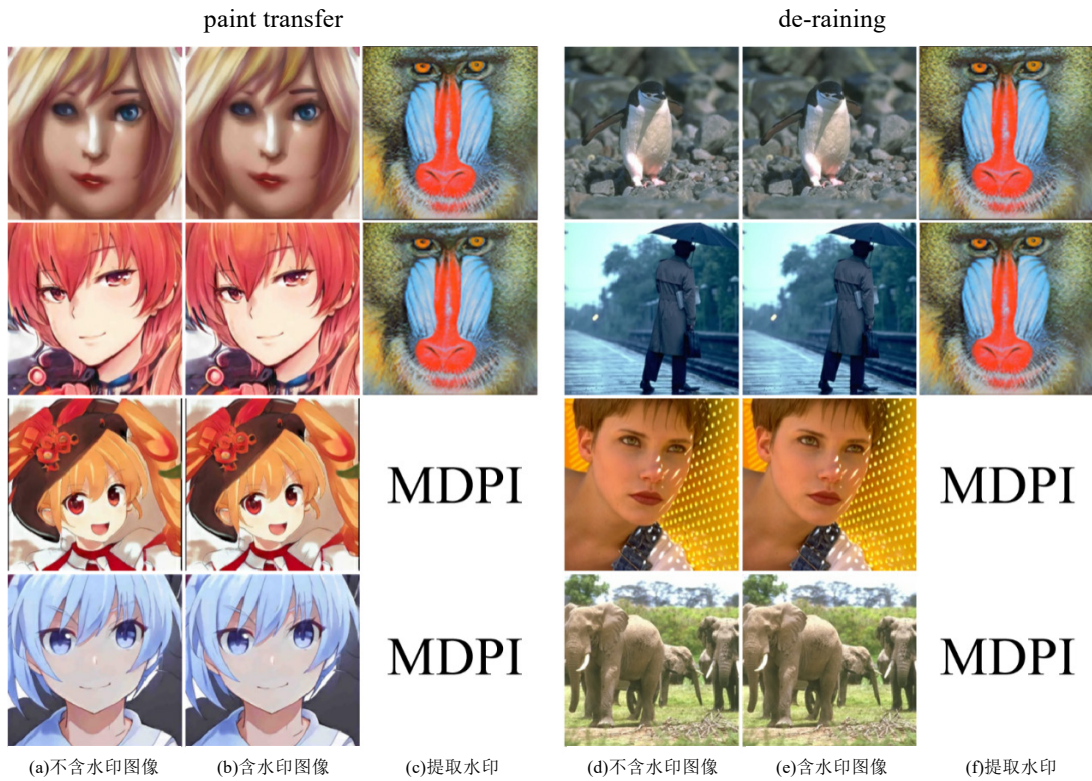 paint transfer
de-raining
MDPI
MDPI
MDPI
MDPI
(a)不含水印图像
(b)含水印图像
(c)提取水印
(d)不含水印图像
(e)含水印图像
(f)提取水印